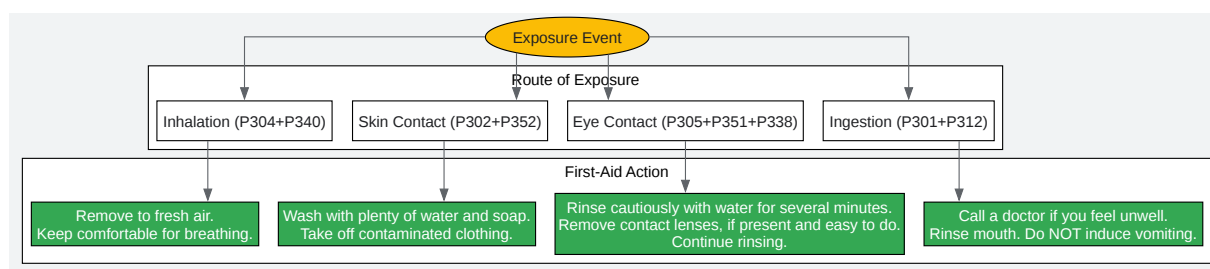 Exposure Event
Route of Exposure
Inhalation (P304+P340)
Skin Contact (P302+P352)
Eye Contact (P305+P351+P338)
Ingestion (P301+P312)
First-Aid Action
Remove to fresh air.
Keep comfortable for breathing.
Wash with plenty of water and soap.
Take off contaminated clothing.
Rinse cautiously with water for several minutes.
Remove contact lenses, if present and easy to do.
Continue rinsing.
Call a doctor if you feel unwell.
Rinse mouth. Do NOT induce vomiting.